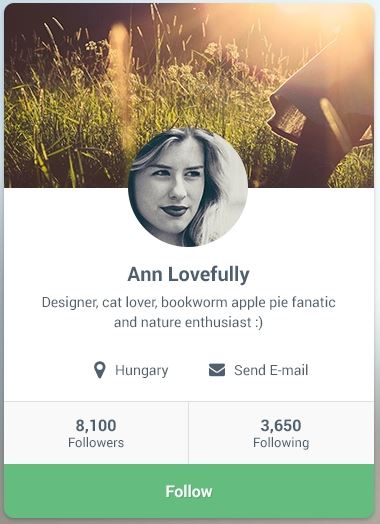 Ann Lovefully
Designer, cat lover, bookworm apple pie fanatic
and nature enthusiast :)
Hungary Send E-mail
8,100 3,650
Followers Following
Follow